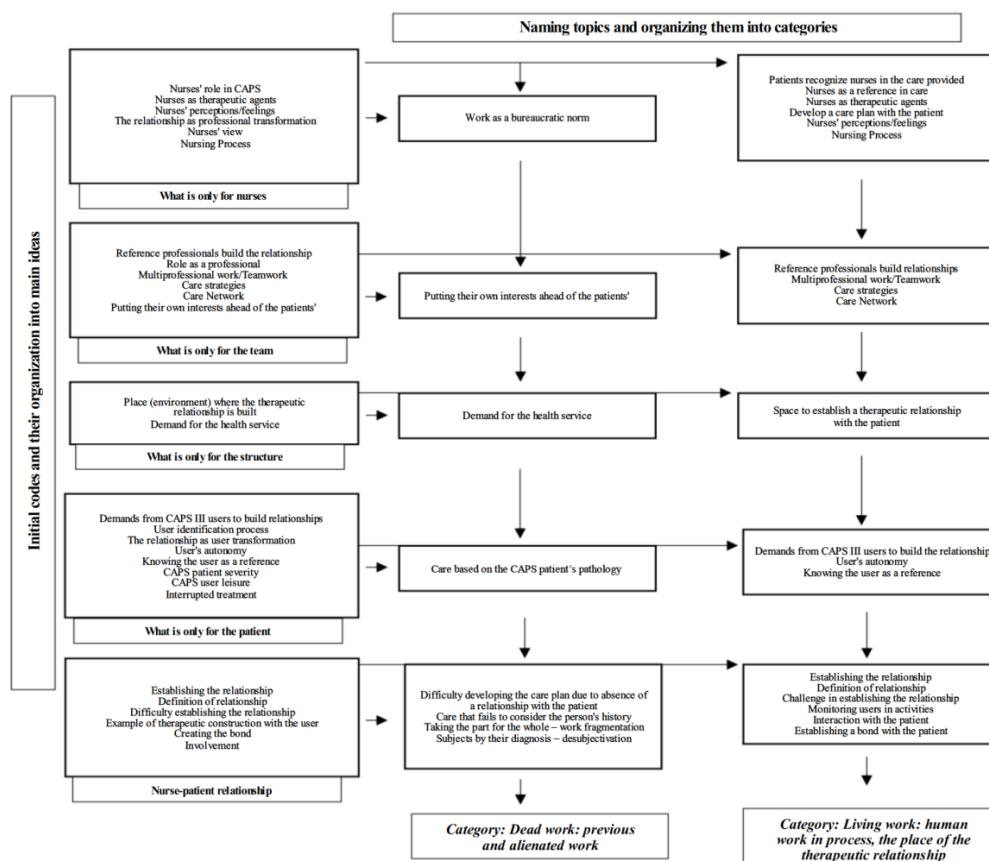 Naming topics and organizing them into categories
Initial codes and their organization into main ideas
Nurses' role in CAPS
Nurses as therapeutic agents
Nurses' perceptions/feelings
The relationship as professional transformation
Nurses' view
Nursing Process
What is only for nurses
Work as a bureaucratic norm
Patients recognize nurses in the care provided
Nurses as a reference in care
Nurses as therapeutic agents
Develop a care plan with the patient
Nurses' perceptions/feelings
Nursing Process
Reference professionals build the relationship
Role as a professional
Multiprofessional work/Teamwork
Care strategies
Care Network
Putting their own interests ahead of the patients'
What is only for the team
Putting their own interests ahead of the patients'
Reference professionals build relationships
Multiprofessional work/Teamwork
Care strategies
Care Network
Place (environment) where the therapeutic
relationship is built
Demand for the health service
What is only for the structure
Demand for the health service
Space to establish a therapeutic relationship
with the patient
Demands from CAPS III users to build relationships
User identification process
The relationship as user transformation
User's autonomy
Knowing the user as a reference
CAPS patient severity
CAPS user leisure
Interrupted treatment
What is only for the patient
Care based on the CAPS patient's pathology
Demands from CAPS III users to build the relationship
User's autonomy
Knowing the user as a reference
Establishing the relationship
Definition of relationship
Difficulty establishing the relationship
Example of therapeutic construction with the user
Creating the bond
Involvement
Nurse-patient relationship
Difficulty developing the care plan due to absence of
a relationship with the patient
Care that fails to consider the person's history
Taking the part for the whole – work fragmentation
Subjects by their diagnosis – desubjectivation
Establishing the relationship
Definition of relationship
Challenge in establishing the relationship
Monitoring users in activities
Interaction with the patient
Establishing a bond with the patient
Category: Dead work: previous
and alienated work
Category: Living work: human
work in process, the place of the
therapeutic relationship